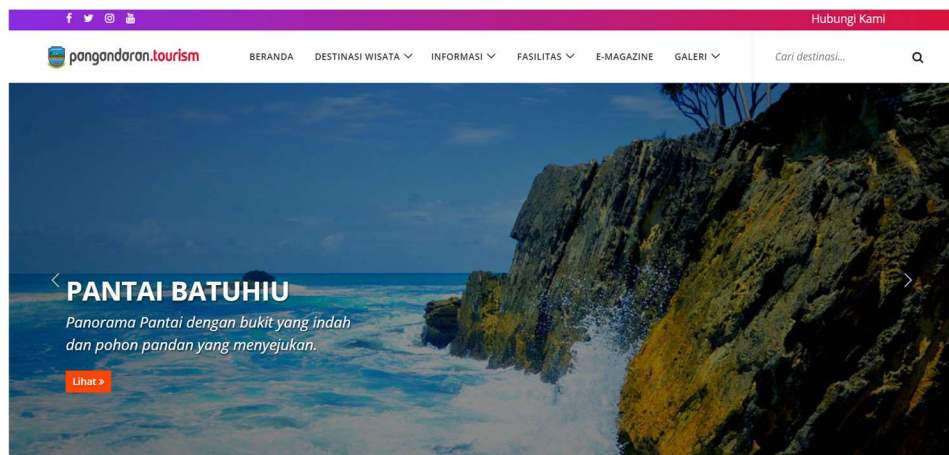 Hubungi Kami
pangandaran.tourism
BERANDA DESTINASI WISATA INFORMASI FASILITAS E-MAGAZINE GALERI Cari destinasi...
PANTAI BATUHIU
Panorama Pantai dengan bukit yang indah
dan pohon pandan yang menyejukan.
Lihat »